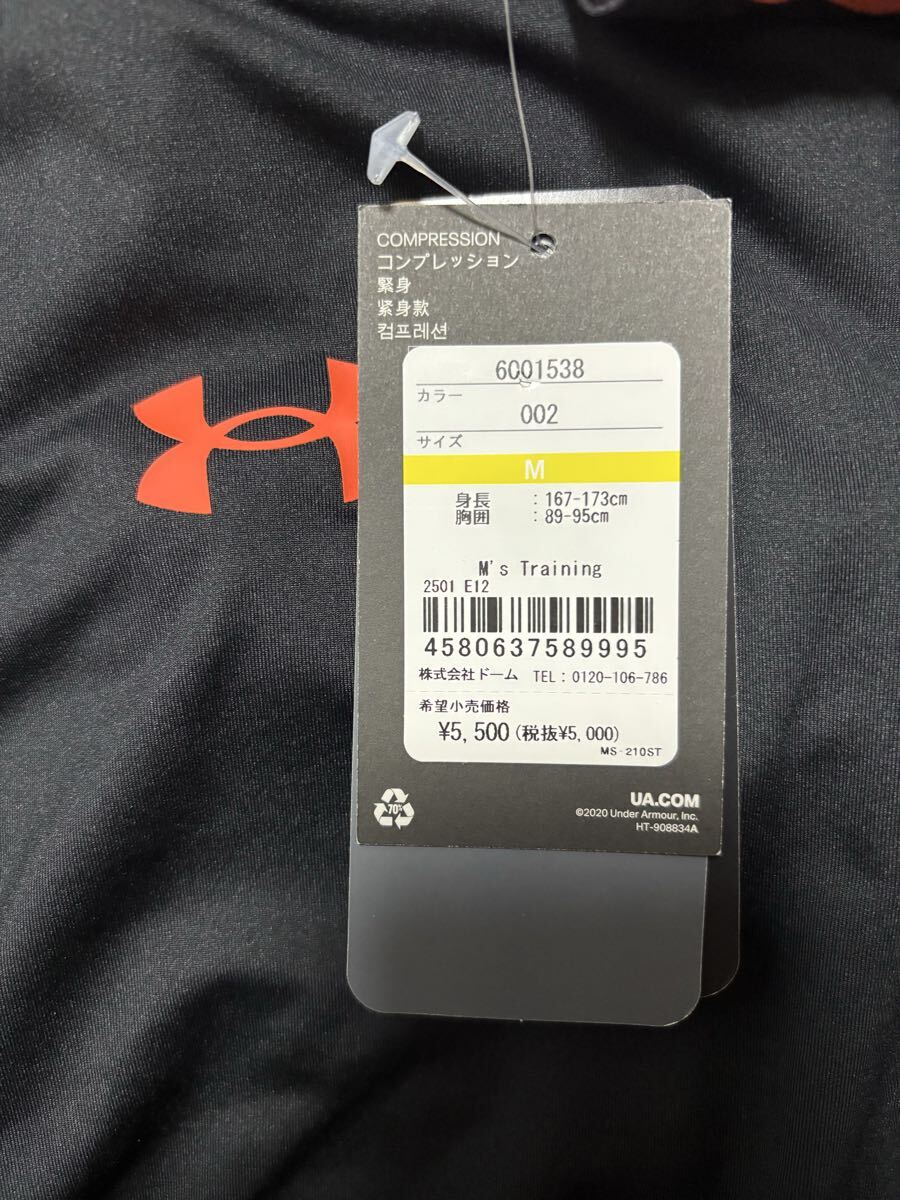 COMPRESSION
コンプレッション
緊身
紧身款
컴프레션
6001538
カラー
002
サイズ
M
身長 : 167-173cm
胸囲 : 89-95cm
M's Training
2501 E12
4580637589995
株式会社ドーム TEL : 0120-106-786
希望小売価格
¥5,500 (税抜¥5,000)
MS-210ST
70%
UA.COM
©2020 Under Armour, Inc.
HT-908834A